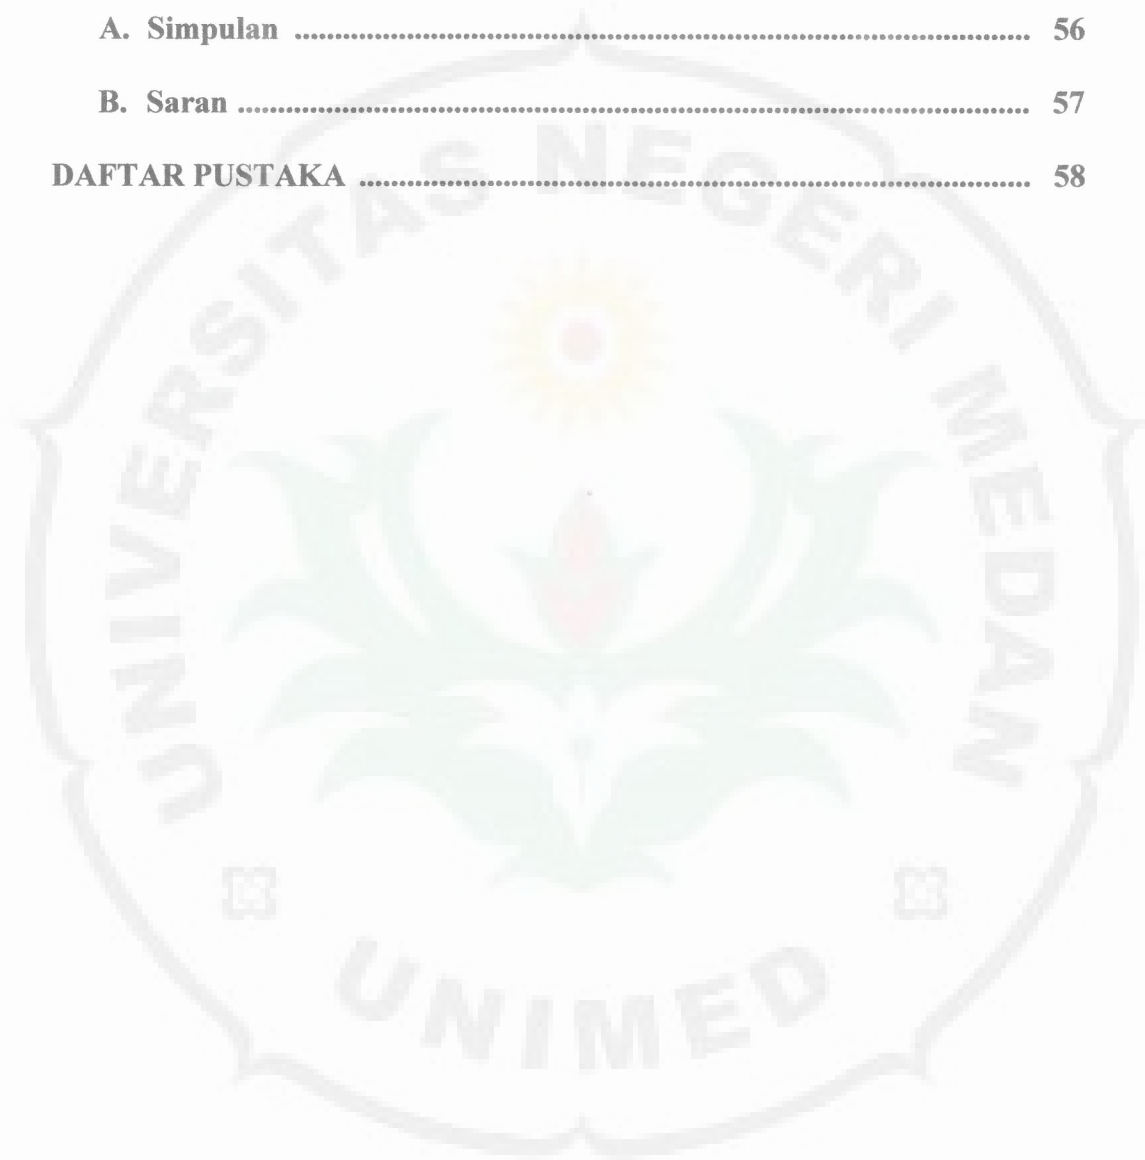 A. Simpulan ........................................................................ 56
B. Saran ........................................................................ 57
DAFTAR PUSTAKA ........................................................................ 58
UNIVERSITAS NEGERI MEDAN
UNIMED